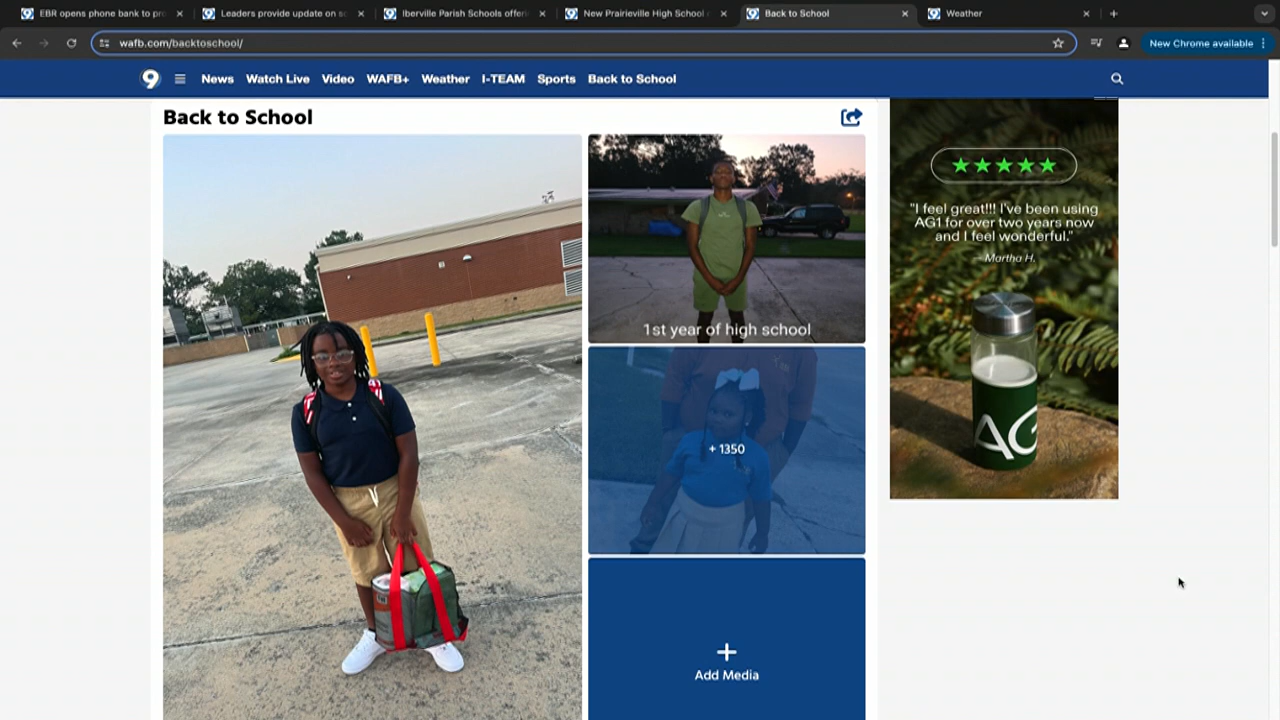 EBR opens phone bank to pr
Leaders provide update on s
Iberville Parish Schools offeri
New Prairieville High School
Back to School
Weather
wafb.com/backtoschool/
New Chrome available
9
News
Watch Live
Video
WAFB+
Weather
I-TEAM
Sports
Back to School
Back to School
1st year of high school
+ 1350
Add Media
"I feel great!!! I've been using
AG1 for over two years now
and I feel wonderful."
— Martha H.
AG